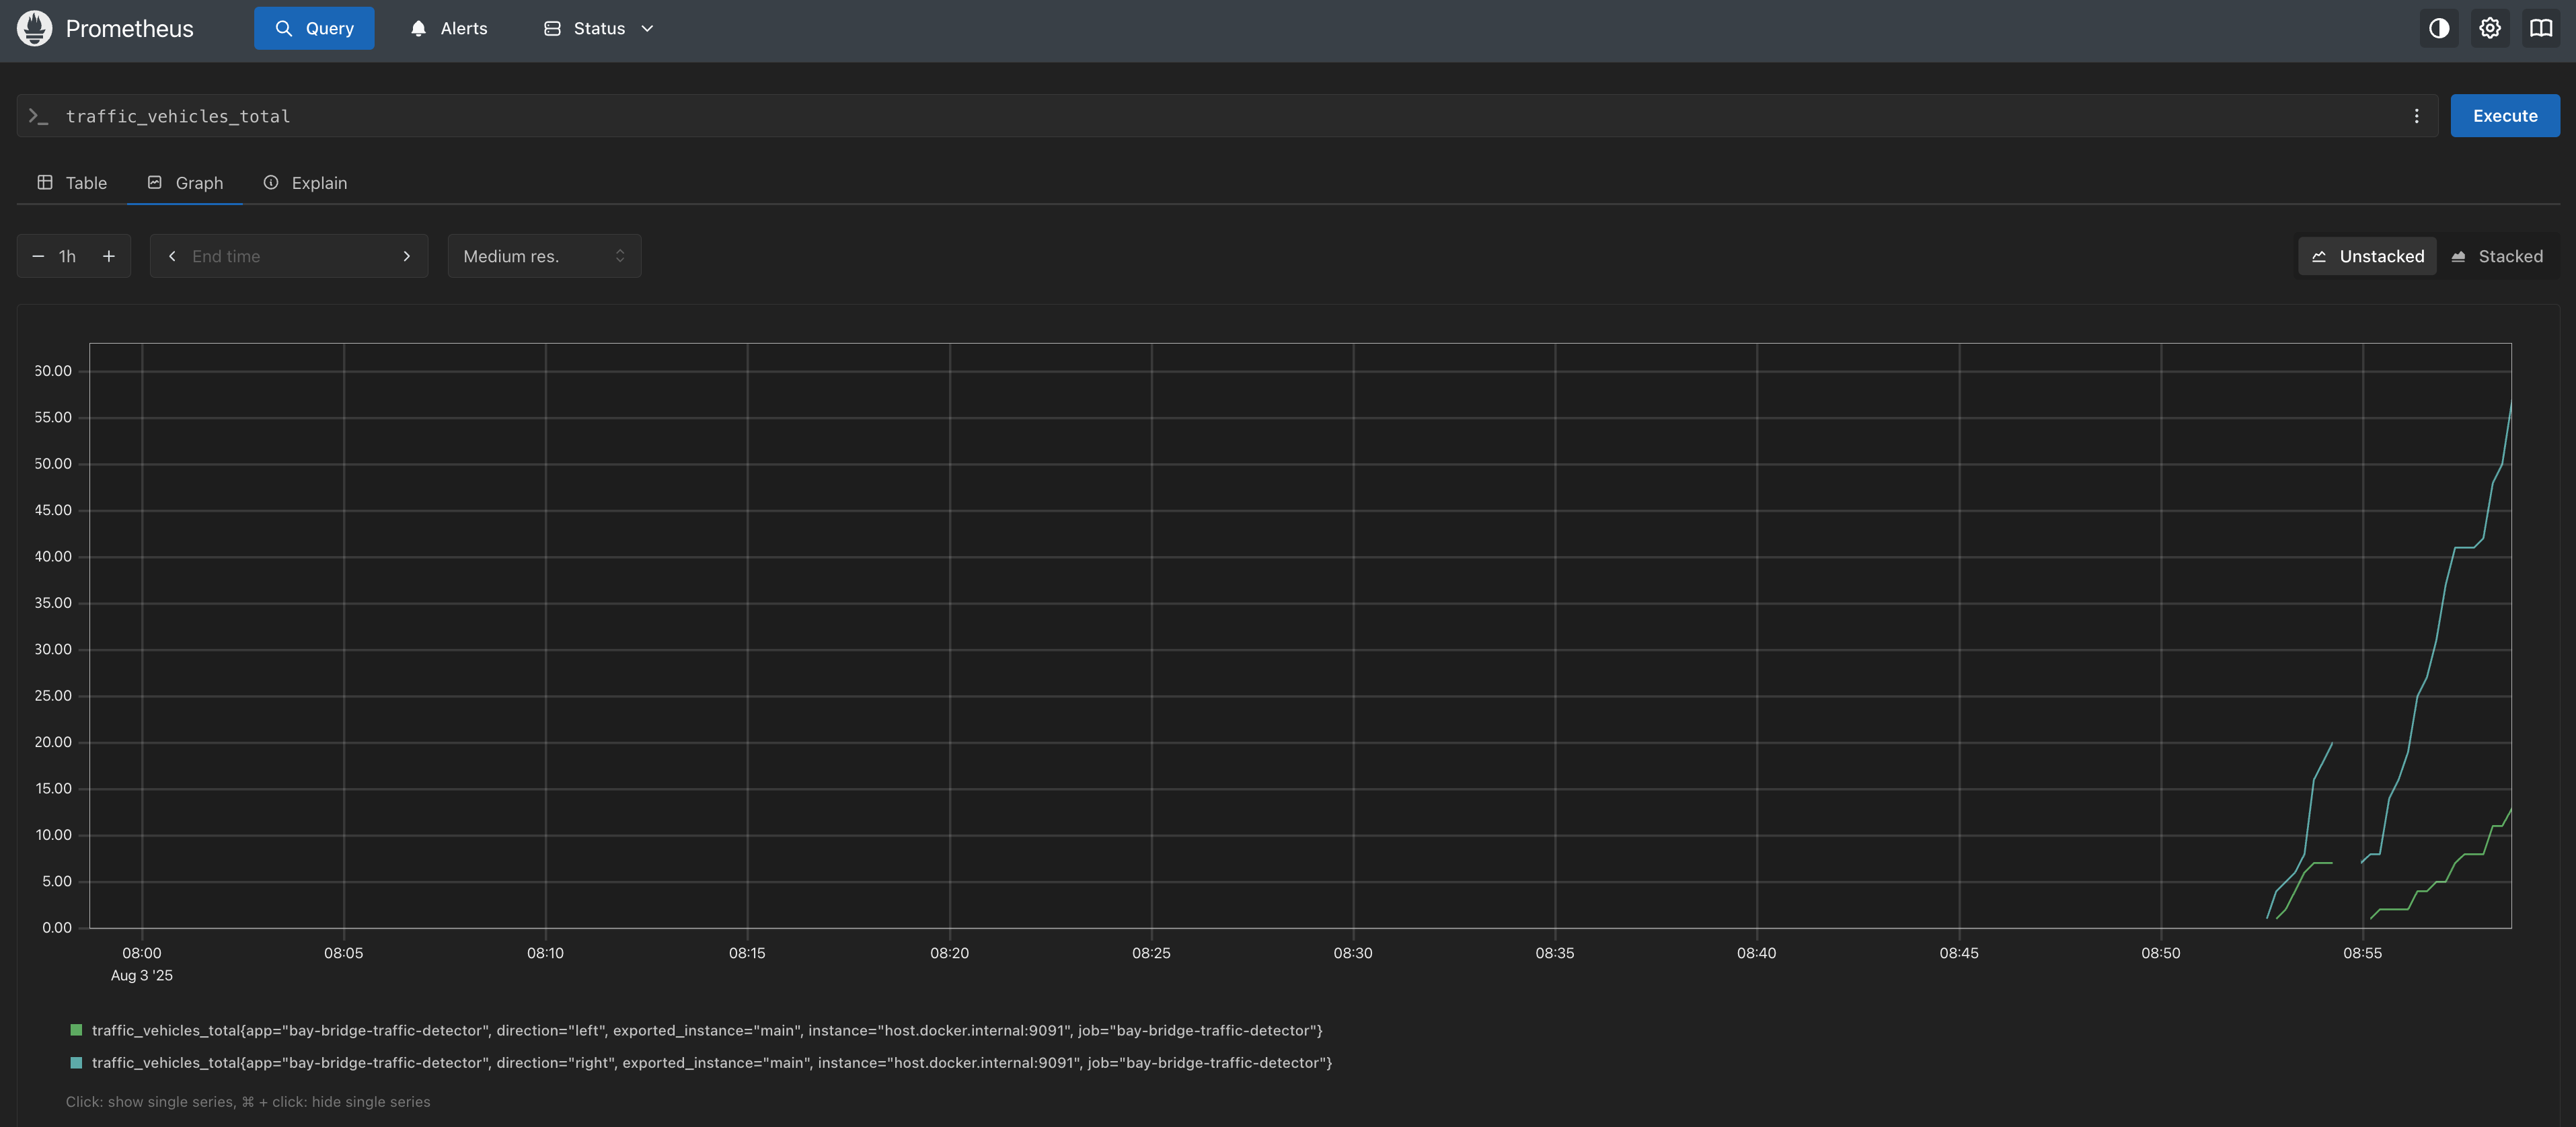 Prometheus
Query
Alerts
Status
traffic_vehicles_total
Execute
Table
Graph
Explain
1h
End time
Medium res.
Unstacked
Stacked
60.00
55.00
50.00
45.00
40.00
35.00
30.00
25.00
20.00
15.00
10.00
5.00
0.00
08:00 08:05 08:10 08:15 08:20 08:25 08:30 08:35 08:40 08:45 08:50 08:55
Aug 3 '25
traffic_vehicles_total{app="bay-bridge-traffic-detector", direction="left", exported_instance="main", instance="host.docker.internal:9091", job="bay-bridge-traffic-detector"}
traffic_vehicles_total{app="bay-bridge-traffic-detector", direction="right", exported_instance="main", instance="host.docker.internal:9091", job="bay-bridge-traffic-detector"}
Click: show single series, ⌘ + click: hide single series